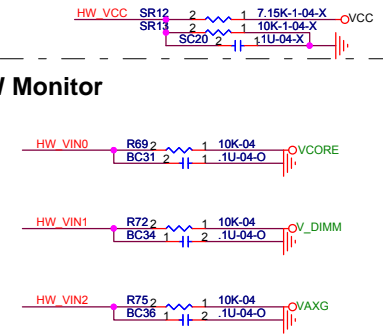 HW_VCC SR12 2 1 7.15K-1-04-X VCC
SR13 2 1 10K-1-04-X
SC20 2 1 .1U-04-X
Monitor
HW_VIN0 R69 2 1 10K-04 VCORE
BC31 2 1 .1U-04-O
HW_VIN1 R72 2 1 10K-04 V_DIMM
BC34 1 2 .1U-04-O
HW_VIN2 R75 2 1 10K-04 VAXG
BC36 1 2 .1U-04-O